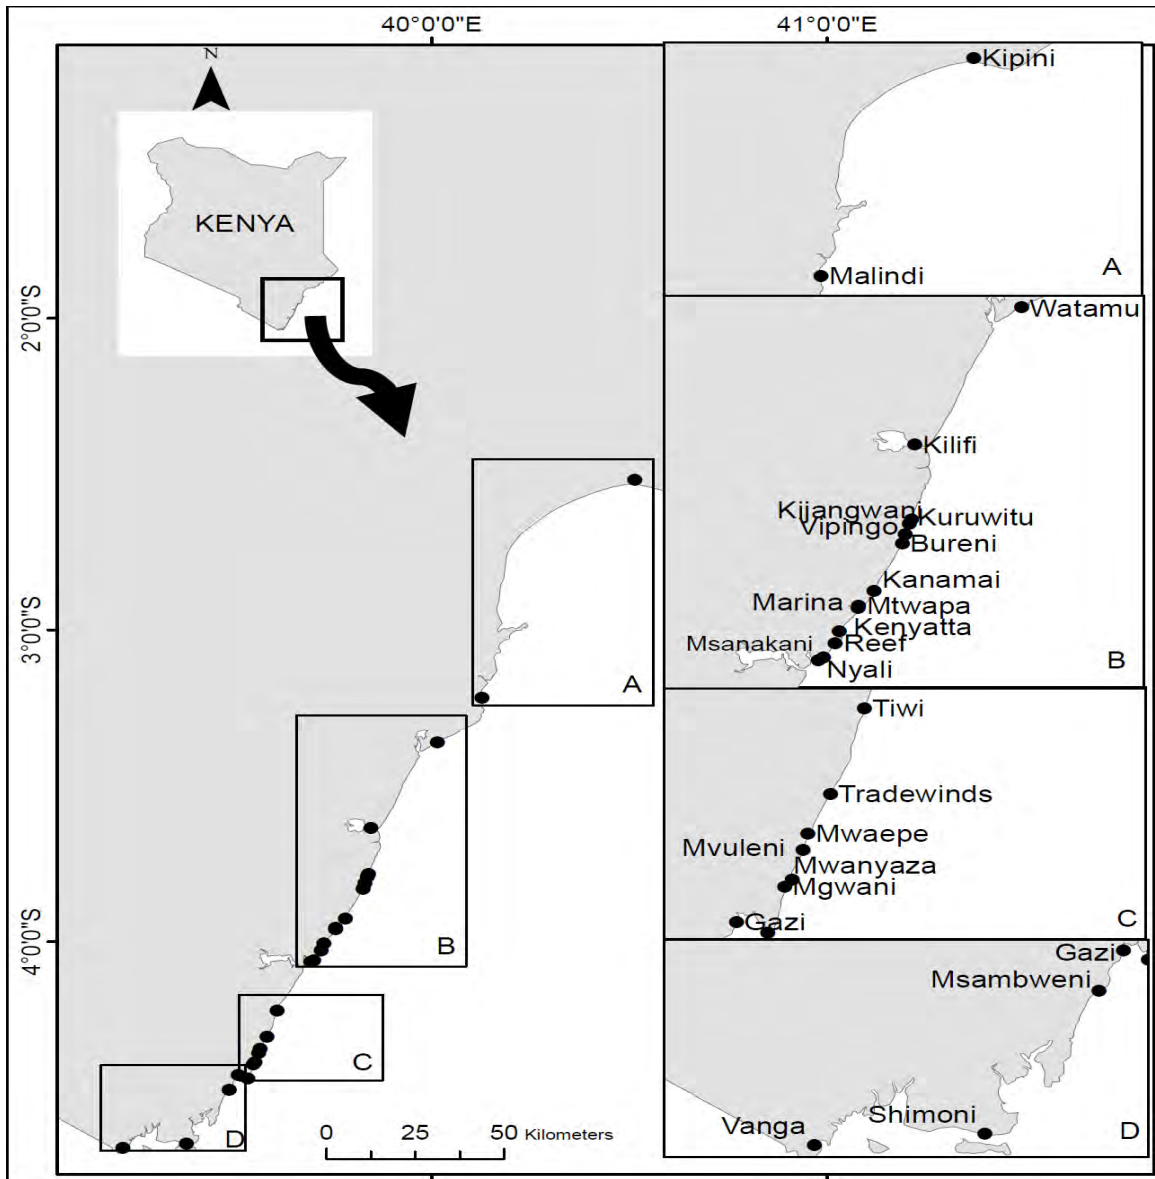 40°0'0"E
41°0'0"E
N
KENYA
2°0'0"S
3°0'0"S
4°0'0"S
A
B
C
D
0 25 50 Kilometers
Kipini
Malindi
A
Watamu
Kilifi
Kijangwani
Kuruwitu
Vipingo
Bureni
Kanamai
Marina
Mtwapa
Kenyatta
Msanakani
Reef
Nyali
B
Tiwi
Tradewinds
Mwaepe
Mvuleni
Mwanyaza
Mgwani
Gazi
C
Gazi
Msambweni
Shimoni
Vanga
D